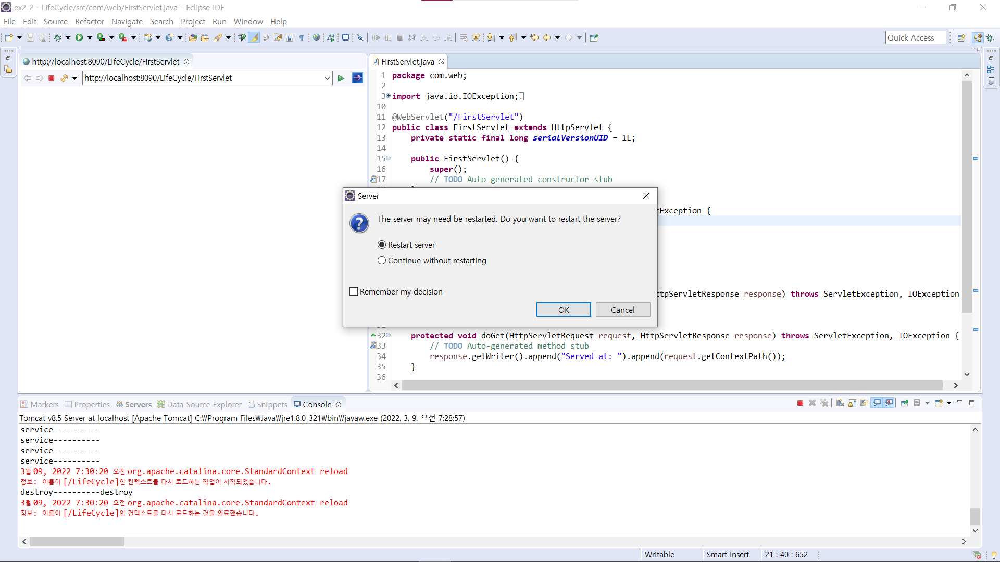 ex2_2 - LifeCycle/src/com/web/FirstServlet.java - Eclipse IDE
File Edit Source Refactor Navigate Search Project Run Window Help
Quick Access
http://localhost:8090/LifeCycle/FirstServlet
http://localhost:8090/LifeCycle/FirstServlet
FirstServlet.java
1 package com.web;
2
3 import java.io.IOException;
10
11 @WebServlet("/FirstServlet")
12 public class FirstServlet extends HttpServlet {
13 private static final long serialVersionUID = 1L;
14
15 public FirstServlet() {
16 super();
17 // TODO Auto-generated constructor stub
tException {
Server
The server may need be restarted. Do you want to restart the server?
Restart server
Continue without restarting
Remember my decision
OK Cancel
tpServletResponse response) throws ServletException, IOException
32 protected void doGet(HttpServletRequest request, HttpServletResponse response) throws ServletException, IOException {
33 // TODO Auto-generated method stub
34 response.getWriter().append("Served at: ").append(request.getContextPath());
35 }
36
Markers Properties Servers Data Source Explorer Snippets Console
Tomcat v8.5 Server at localhost [Apache Tomcat] C:₩Program Files₩Java₩jre1.8.0_321₩bin₩javaw.exe (2022. 3. 9. 오전 7:28:57)
service----------
service----------
service----------
service----------
3월 09, 2022 7:30:20 오전 org.apache.catalina.core.StandardContext reload
정보: 이름이 [/LifeCycle]인 컨텍스트를 다시 로드하는 작업이 시작되었습니다.
destroy----------destroy
3월 09, 2022 7:30:20 오전 org.apache.catalina.core.StandardContext reload
정보: 이름이 [/LifeCycle]인 컨텍스트를 다시 로드하는 것을 완료했습니다.
Writable Smart Insert 21 : 40 : 652